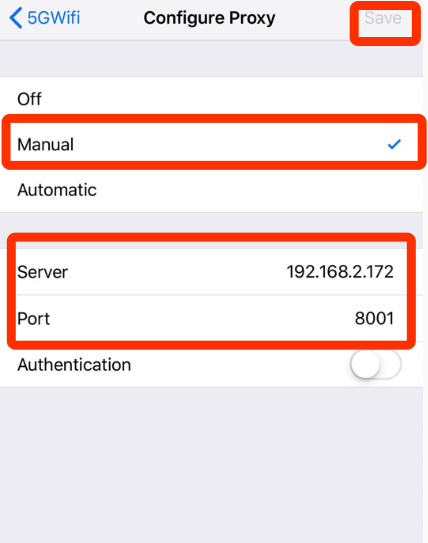 5GWifi Configure Proxy Save
Off
Manual
Automatic
Server 192.168.2.172
Port 8001
Authentication